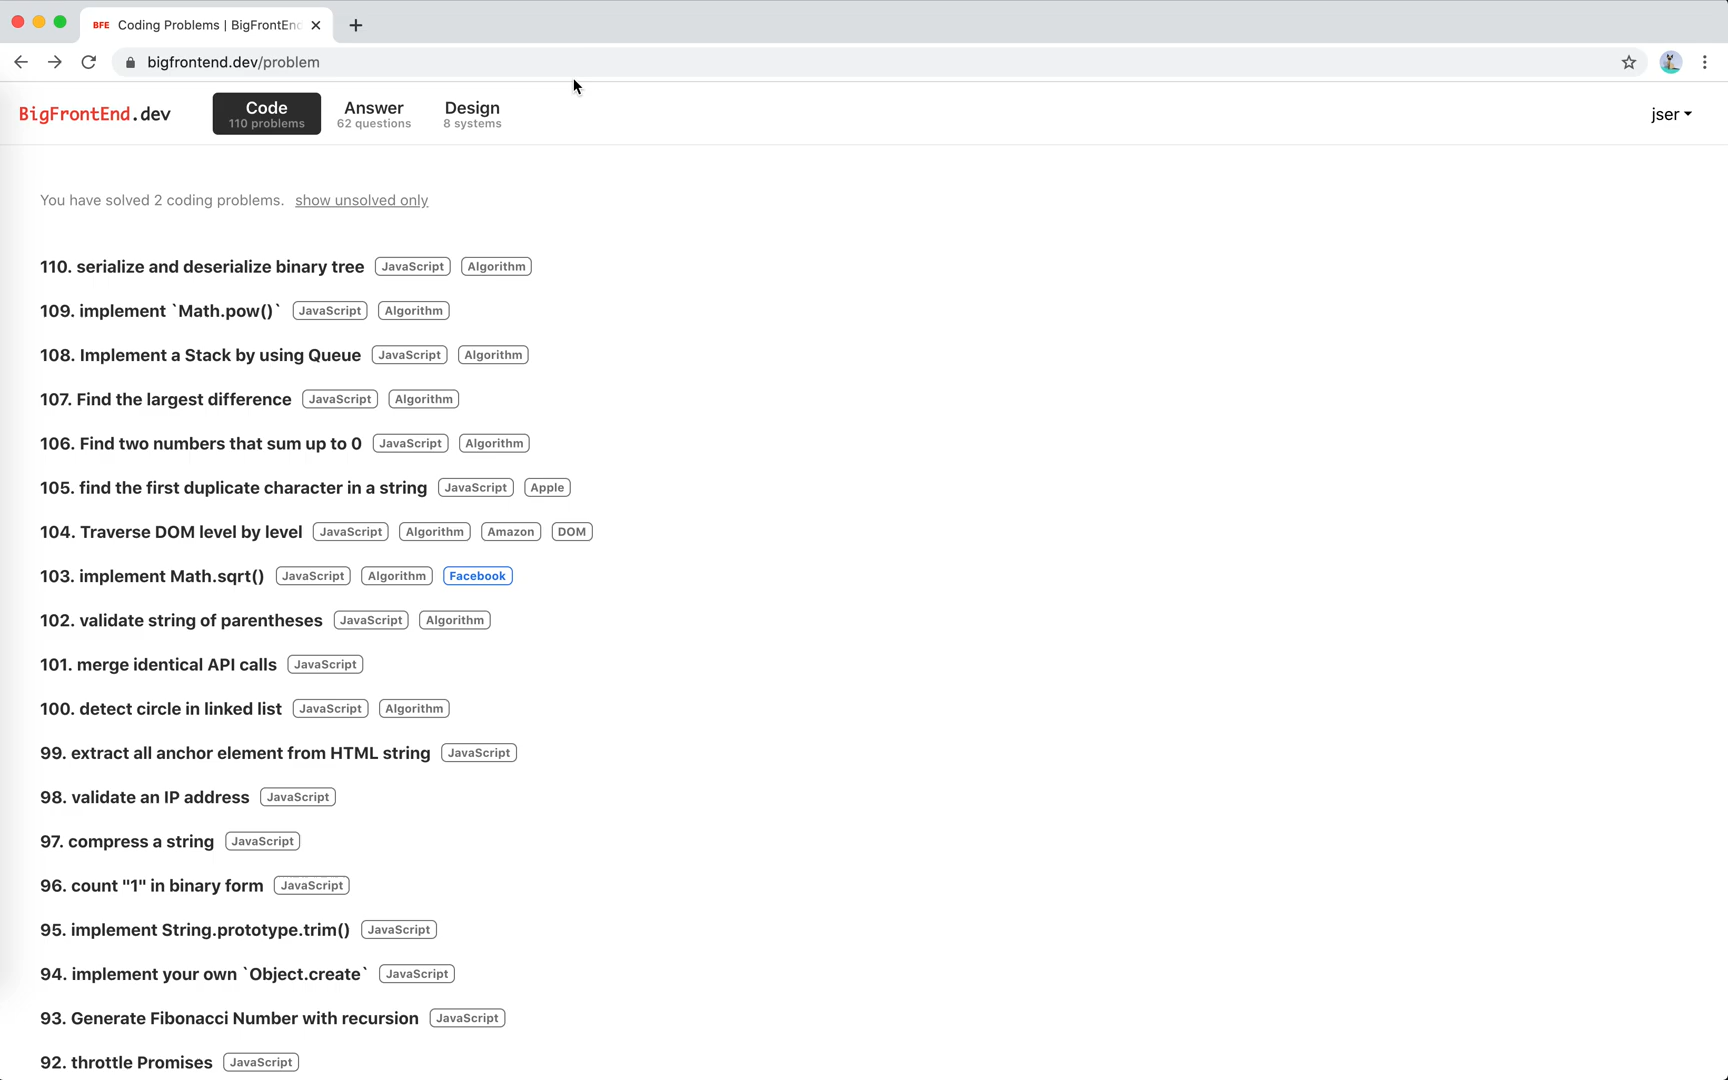 BFE Coding Problems | BigFrontEnd
bigfrontend.dev/problem
BigFrontEnd.dev
Code
110 problems
Answer
62 questions
Design
8 systems
jser
You have solved 2 coding problems. show unsolved only
110. serialize and deserialize binary tree JavaScript Algorithm
109. implement `Math.pow()` JavaScript Algorithm
108. Implement a Stack by using Queue JavaScript Algorithm
107. Find the largest difference JavaScript Algorithm
106. Find two numbers that sum up to 0 JavaScript Algorithm
105. find the first duplicate character in a string JavaScript Apple
104. Traverse DOM level by level JavaScript Algorithm Amazon DOM
103. implement Math.sqrt() JavaScript Algorithm Facebook
102. validate string of parentheses JavaScript Algorithm
101. merge identical API calls JavaScript
100. detect circle in linked list JavaScript Algorithm
99. extract all anchor element from HTML string JavaScript
98. validate an IP address JavaScript
97. compress a string JavaScript
96. count "1" in binary form JavaScript
95. implement String.prototype.trim() JavaScript
94. implement your own `Object.create` JavaScript
93. Generate Fibonacci Number with recursion JavaScript
92. throttle Promises JavaScript